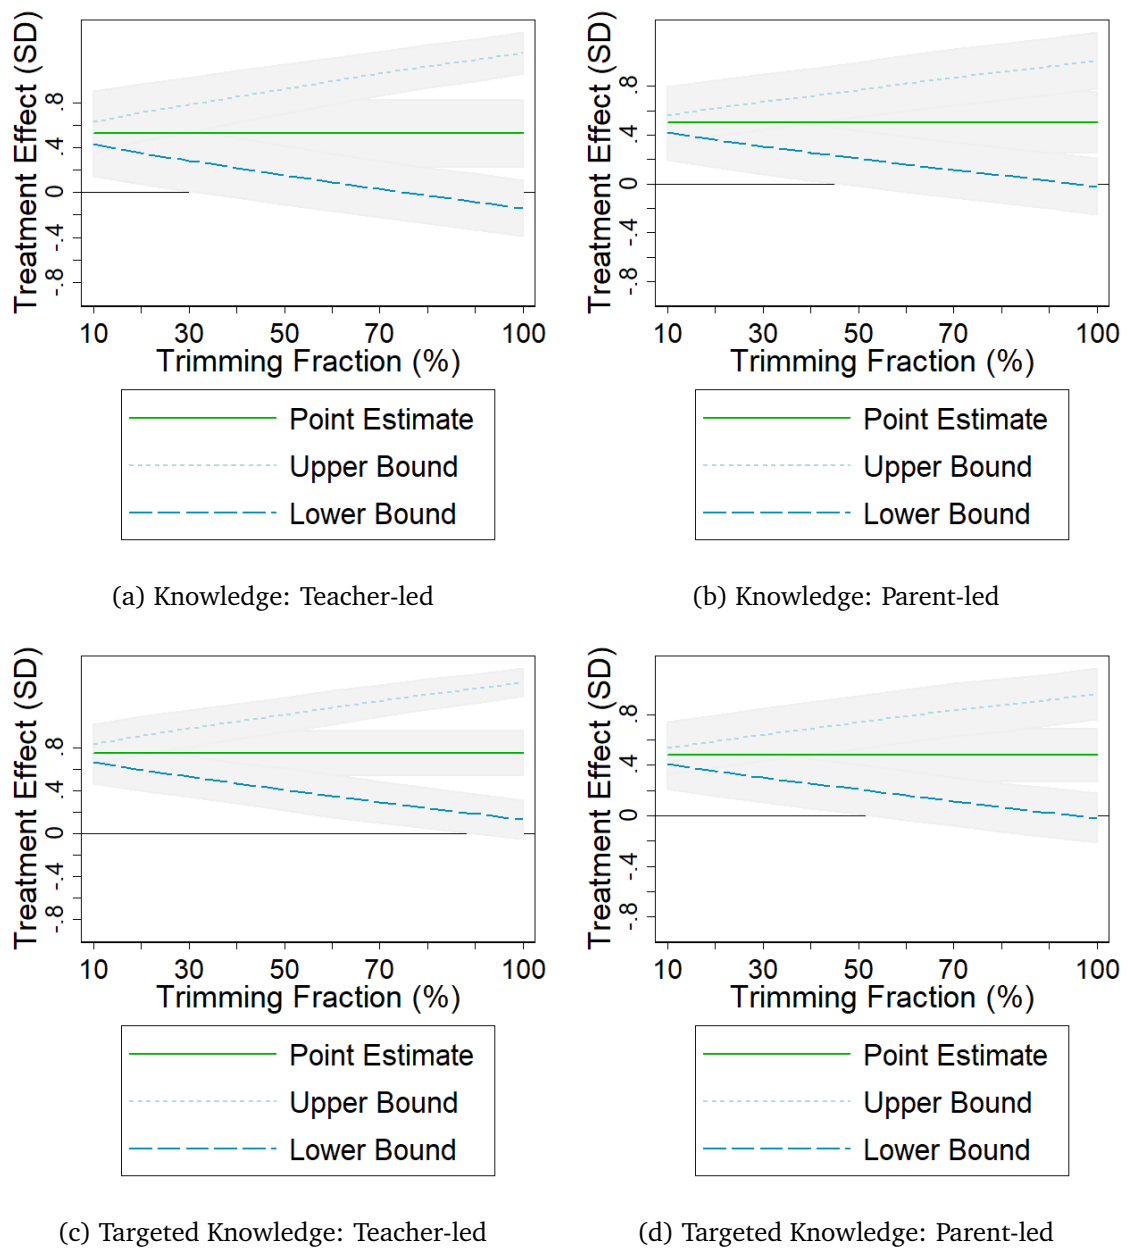 Treatment Effect (SD)
.8
.4
0
-.4
-.8
10 30 50 70 100
Trimming Fraction (%)
Point Estimate
Upper Bound
Lower Bound
(a) Knowledge: Teacher-led
Treatment Effect (SD)
.8
.4
0
-.4
-.8
10 30 50 70 100
Trimming Fraction (%)
Point Estimate
Upper Bound
Lower Bound
(b) Knowledge: Parent-led
Treatment Effect (SD)
.8
.4
0
-.4
-.8
10 30 50 70 100
Trimming Fraction (%)
Point Estimate
Upper Bound
Lower Bound
(c) Targeted Knowledge: Teacher-led
Treatment Effect (SD)
.8
.4
0
-.4
-.8
10 30 50 70 100
Trimming Fraction (%)
Point Estimate
Upper Bound
Lower Bound
(d) Targeted Knowledge: Parent-led